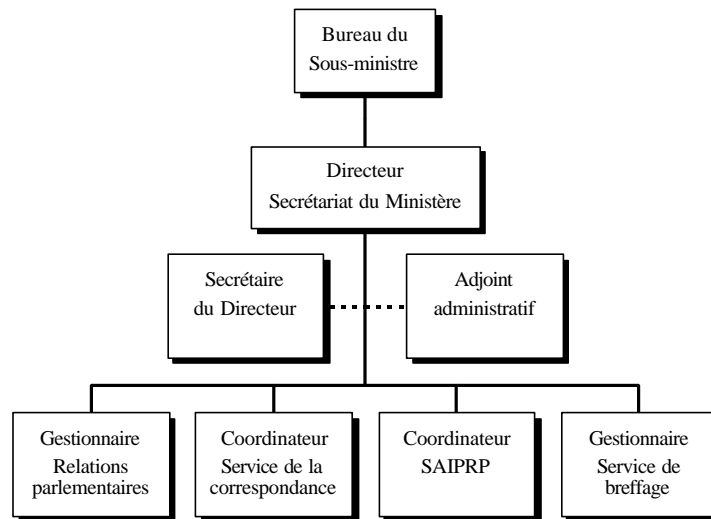 Bureau du
Sous-ministre
Directeur
Secrétariat du Ministère
Secrétaire
du Directeur
Adjoint
administratif
Gestionnaire
Relations
parlementaires
Coordinateur
Service de la
correspondance
Coordinateur
SAIPRP
Gestionnaire
Service de
breffage